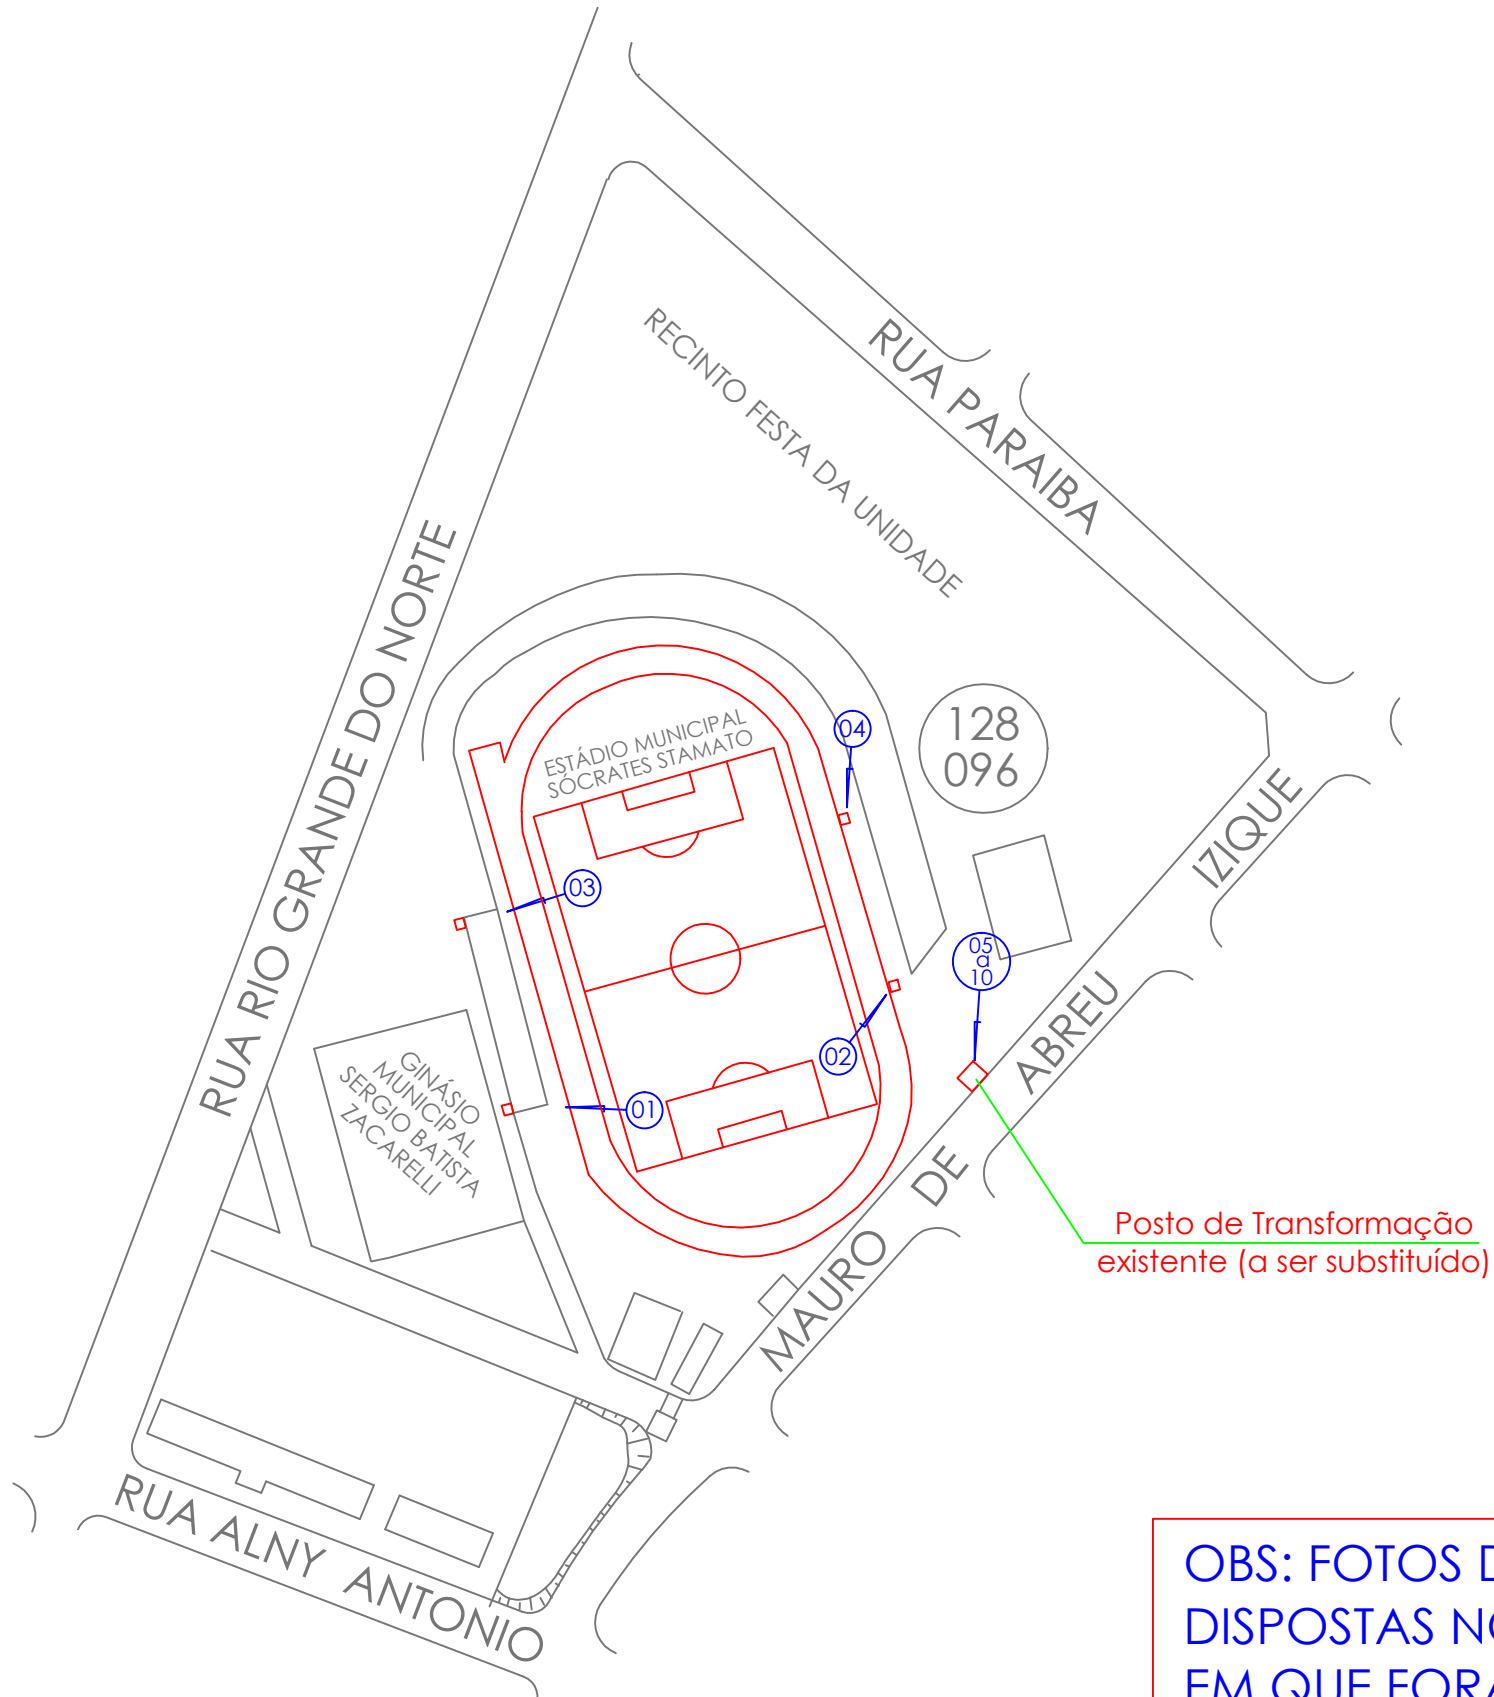 RUA PARAIBA
RECINTO FESTA DA UNIDADE
RUA RIO GRANDE DO NORTE
ESTÁDIO MUNICIPAL
SÓCRATES STAMATO
04
128
096
IZIQUE
03
05
a
10
ABREU
02
01
GINÁSIO
MUNICIPAL
SERGIO BATISTA
ZACARELLI
DE
Posto de Transformação
existente (a ser substituído)
MAURO
RUA ALNY ANTONIO
OBS: FOTOS
DISPOSTAS
EM QUE